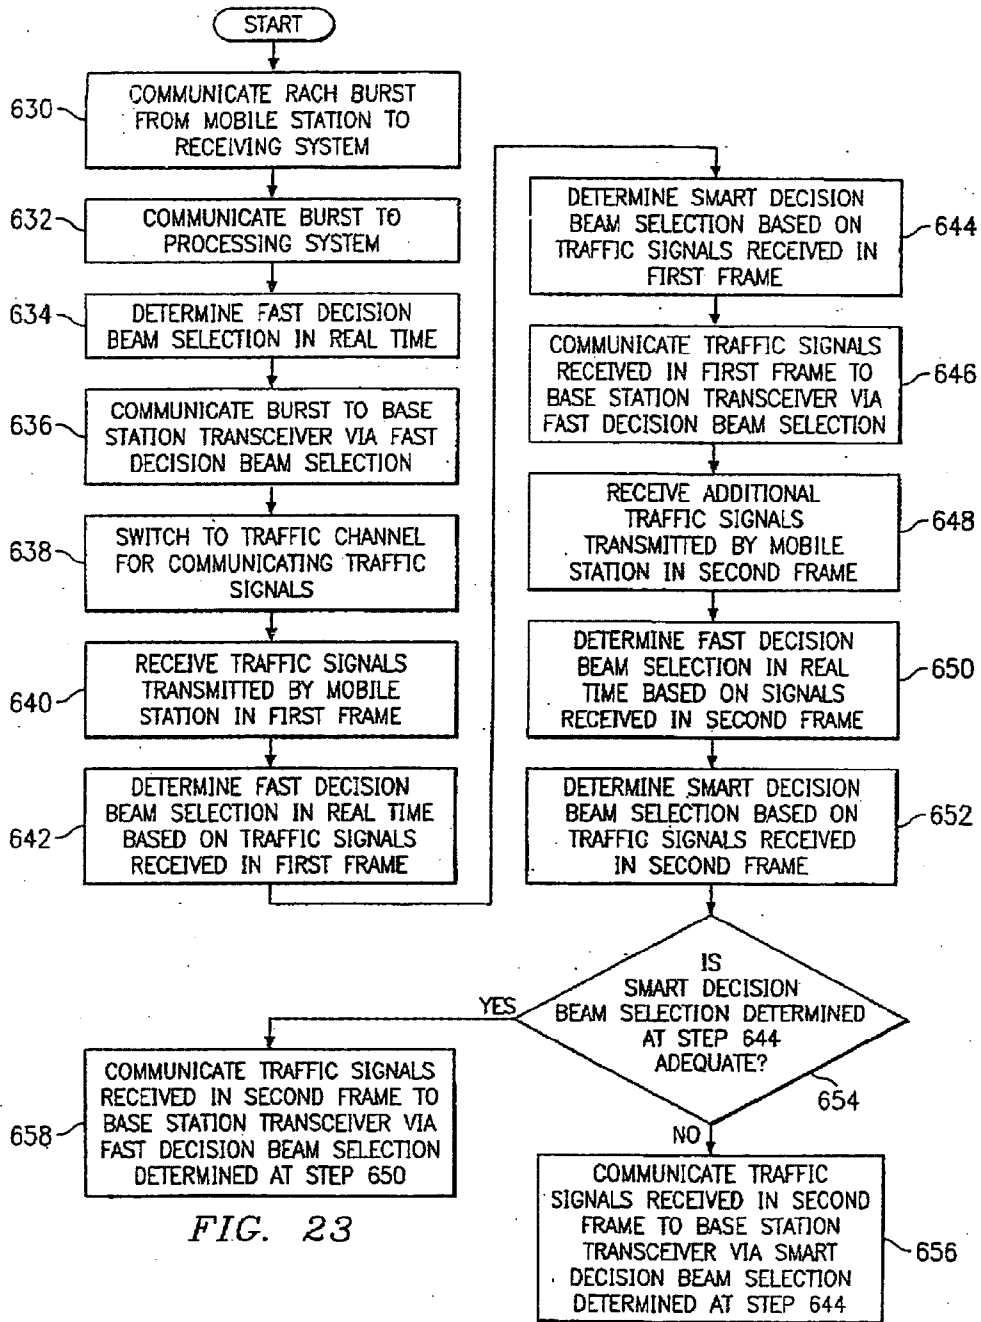 START
630
COMMUNICATE RACH BURST
FROM MOBILE STATION TO
RECEIVING SYSTEM
632
COMMUNICATE BURST TO
PROCESSING SYSTEM
634
DETERMINE FAST DECISION
BEAM SELECTION IN REAL TIME
636
COMMUNICATE BURST TO BASE
STATION TRANSCEIVER VIA FAST
DECISION BEAM SELECTION
638
SWITCH TO TRAFFIC CHANNEL
FOR COMMUNICATING TRAFFIC
SIGNALS
640
RECEIVE TRAFFIC SIGNALS
TRANSMITTED BY MOBILE
STATION IN FIRST FRAME
642
DETERMINE FAST DECISION
BEAM SELECTION IN REAL TIME
BASED ON TRAFFIC SIGNALS
RECEIVED IN FIRST FRAME
DETERMINE SMART DECISION
BEAM SELECTION BASED ON
TRAFFIC SIGNALS RECEIVED IN
FIRST FRAME
644
COMMUNICATE TRAFFIC SIGNALS
RECEIVED IN FIRST FRAME TO
BASE STATION TRANSCEIVER VIA
FAST DECISION BEAM SELECTION
646
RECEIVE ADDITIONAL
TRAFFIC SIGNALS
TRANSMITTED BY MOBILE
STATION IN SECOND FRAME
648
DETERMINE FAST DECISION
BEAM SELECTION IN REAL
TIME BASED ON SIGNALS
RECEIVED IN SECOND FRAME
650
DETERMINE SMART DECISION
BEAM SELECTION BASED ON
TRAFFIC SIGNALS RECEIVED
IN SECOND FRAME
652
IS
SMART DECISION
BEAM SELECTION DETERMINED
AT STEP 644
ADEQUATE?
654
YES
NO
658
COMMUNICATE TRAFFIC SIGNALS
RECEIVED IN SECOND FRAME TO
BASE STATION TRANSCEIVER VIA
FAST DECISION BEAM SELECTION
DETERMINED AT STEP 650
COMMUNICATE TRAFFIC
SIGNALS RECEIVED IN SECOND
FRAME TO BASE STATION
TRANSCEIVER VIA SMART
DECISION BEAM SELECTION
DETERMINED AT STEP 644
656
FIG. 23